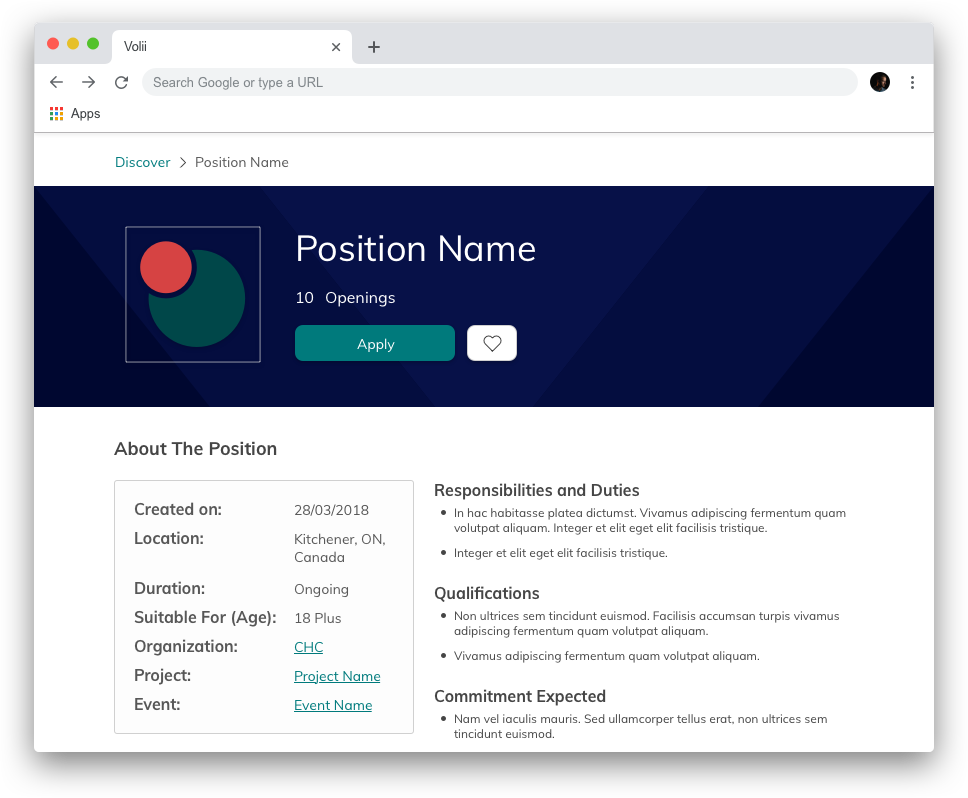 Volii
Search Google or type a URL
Apps
Discover > Position Name
Position Name
10 Openings
Apply
About The Position
Created on: 28/03/2018
Location: Kitchener, ON,
Canada
Duration: Ongoing
Suitable For (Age): 18 Plus
Organization: CHC
Project: Project Name
Event: Event Name
Responsibilities and Duties
• In hac habitasse platea dictumst. Vivamus adipiscing fermentum quam
volutpat aliquam. Integer et elit eget elit facilisis tristique.
• Integer et elit eget elit facilisis tristique.
Qualifications
• Non ultrices sem tincidunt euismod. Facilisis accumsan turpis vivamus
adipiscing fermentum quam volutpat aliquam.
• Vivamus adipiscing fermentum quam volutpat aliquam.
Commitment Expected
• Nam vel iaculis mauris. Sed ullamcorper tellus erat, non ultrices sem
tincidunt euismod.